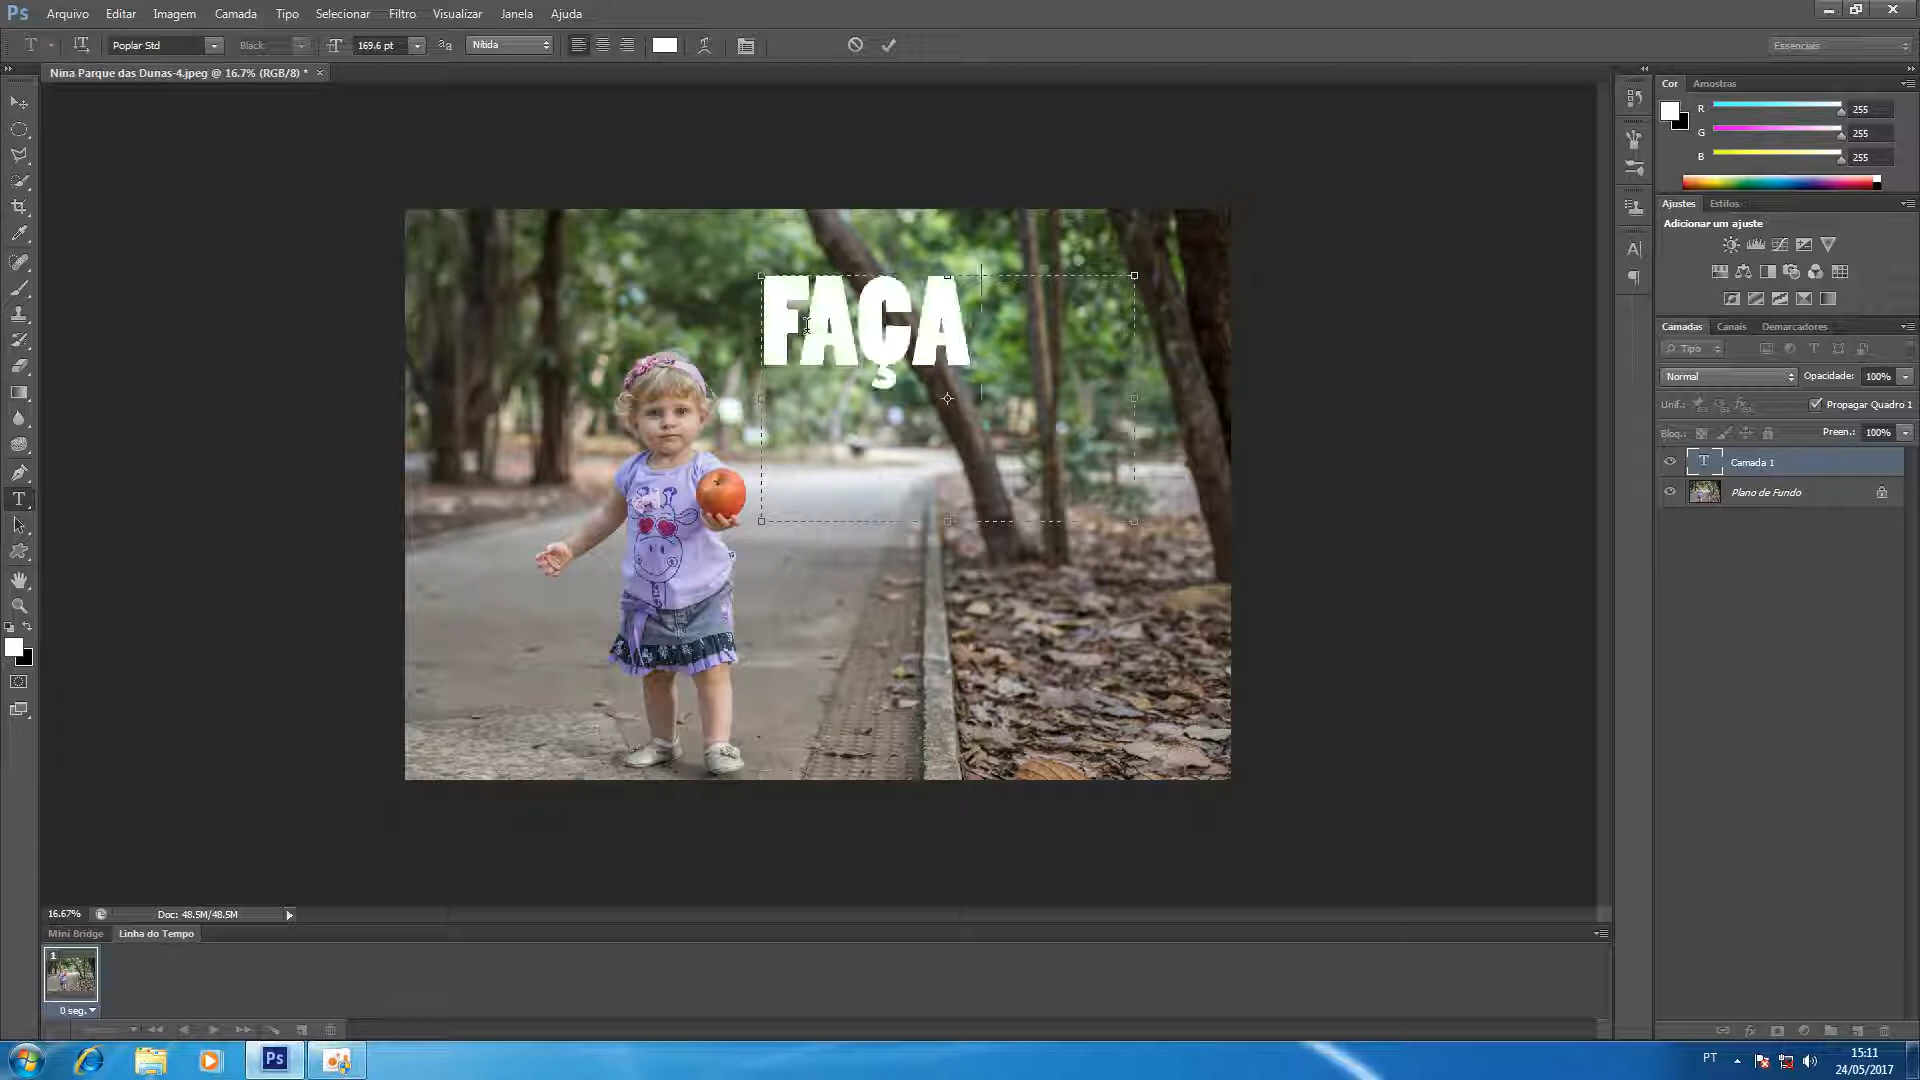 Ps Arquivo Editar Imagem Camada Tipo Selecionar Filtro Visualizar Janela Ajuda
T Poplar Std Black 169.6 pt aa Nítida Essenciais
Nina Parque das Dunas-4.jpeg @ 16.7% (RGB/8) * ×
Cor Amostras
R 255
G 255
B 255
Ajustes Estilos
Adicionar um ajuste
FAÇA
Camadas Canais Demarcadores
Tipo
Normal Opacidade: 100%
Unif.: Propagar Quadro 1
Bloq.: Preen.: 100%
T Camada 1
Plano de Fundo
16.67% Doc: 48.5M/48.5M
Mini Bridge Linha do Tempo
1
0 seg.
fx
Ps PT 15:11
24/05/2017